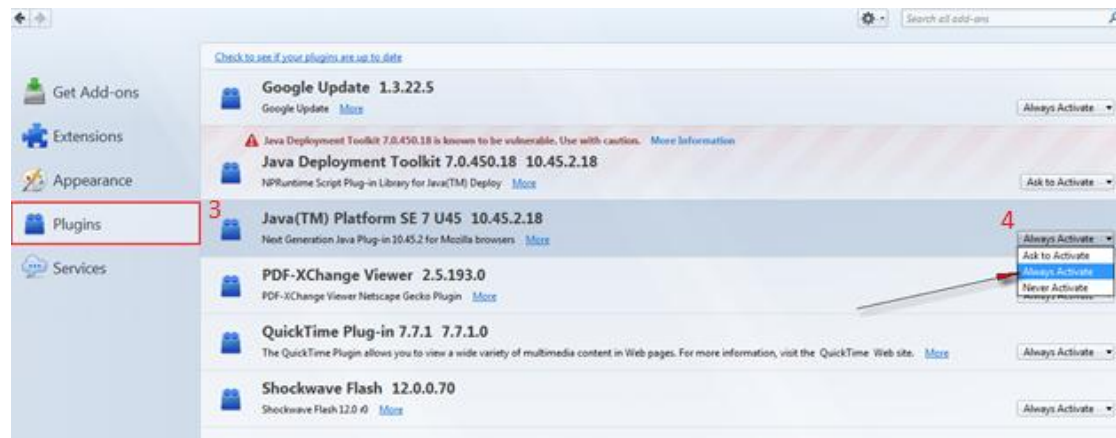 Search all add-ons
Check to see if your plugins are up to date
Get Add-ons
Extensions
Appearance
3
Plugins
Services
Google Update 1.3.22.5
Google Update More
Always Activate
Java Deployment Toolkit 7.0.450.18 is known to be vulnerable. Use with caution. More Information
Java Deployment Toolkit 7.0.450.18 10.45.2.18
NPRuntime Script Plug-in Library for Java(TM) Deploy More
Ask to Activate
Java(TM) Platform SE 7 U45 10.45.2.18
Next Generation Java Plug-in 10.45.2 for Mozilla browsers More
4
Always Activate
Ask to Activate
Always Activate
Never Activate
PDF-XChange Viewer 2.5.193.0
PDF-XChange Viewer Netscape Gecko Plugin More
Always Activate
QuickTime Plug-in 7.7.1 7.7.1.0
The QuickTime Plugin allows you to view a wide variety of multimedia content in Web pages. For more information, visit the QuickTime Web site. More
Always Activate
Shockwave Flash 12.0.0.70
Shockwave Flash 12.0 r0 More
Always Activate